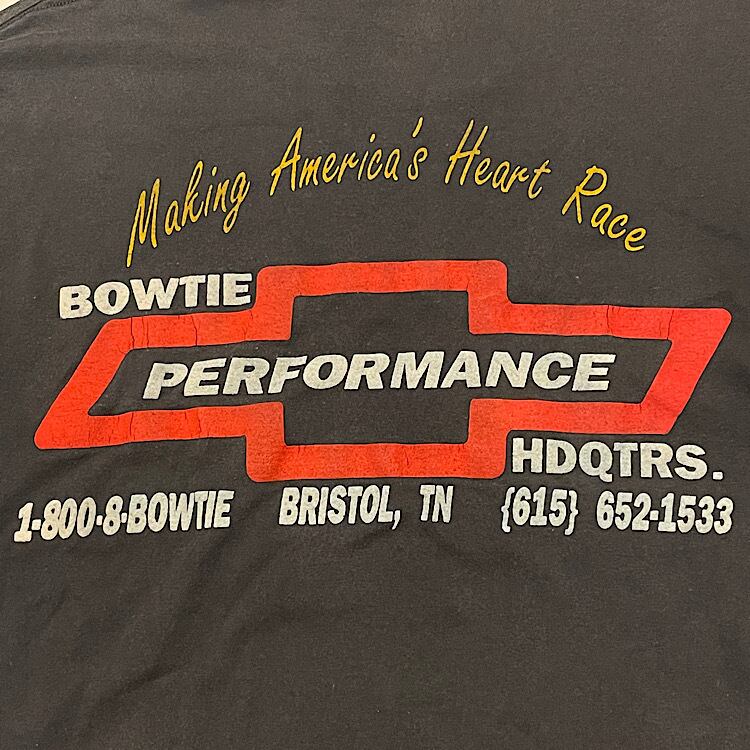 Making America's Heart Race
BOWTIE
PERFORMANCE
HDQTRS.
1-800-8-BOWTIE BRISTOL, TN {615} 652-1533